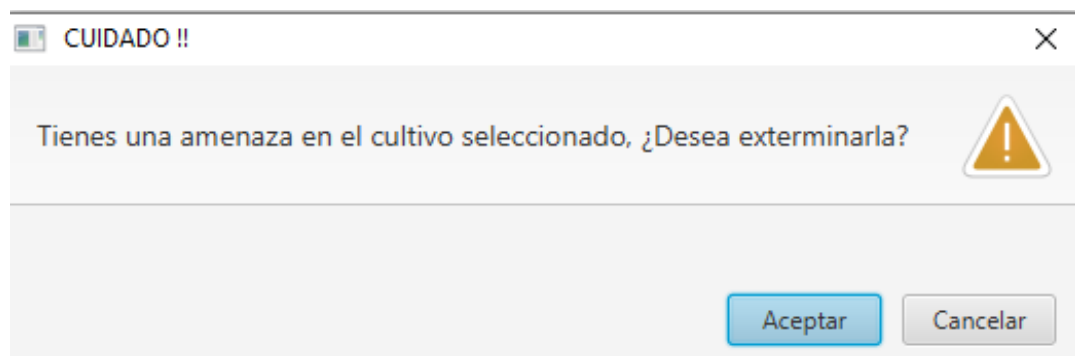 CUIDADO !!
Tienes una amenaza en el cultivo seleccionado, ¿Desea exterminarla?
Aceptar Cancelar